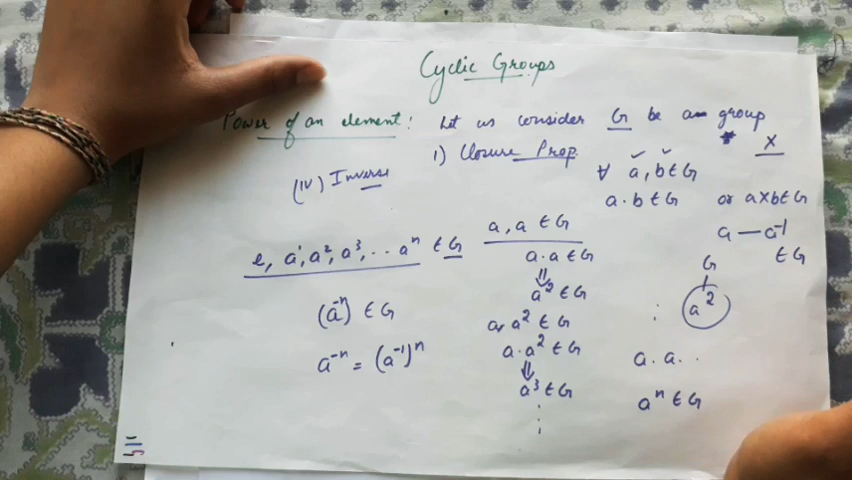 Cyclic Groups
Power of an element: Let us consider G be a group
* X
1) Closure Prop.
(iv) Inverse
∀ a, b ∈ G
a·b ∈ G or a×b ∈ G
a — a⁻¹ ∈ G
e, a¹, a², a³, ... aⁿ ∈ G
(a⁻ⁿ) ∈ G
a⁻ⁿ = (a⁻¹)ⁿ
a, a ∈ G
a·a ∈ G
⇓
a² ∈ G
a, a² ∈ G
a·a² ∈ G
⇓
a³ ∈ G
⋮
G
a²
:
a·a..
aⁿ ∈ G